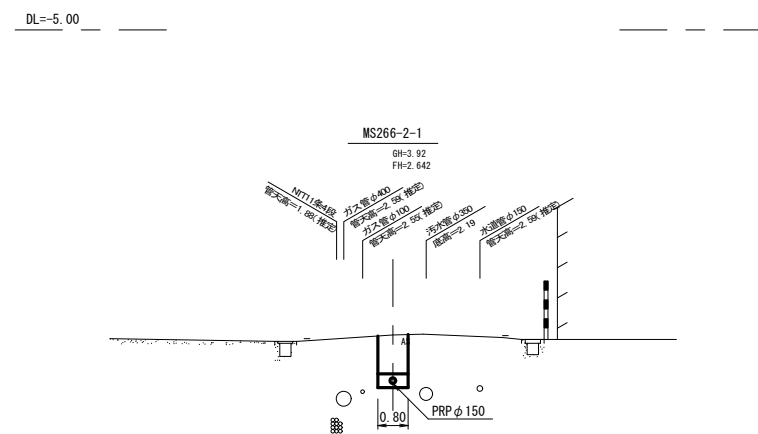 DL=-5.00
MS266-2-1
GH=3.92
FH=2.642
NTT11条4段
管天高=1.88(推定)
ガス管φ400
管天高=2.59(推定)
ガス管φ100
管天高=2.55(推定)
汚水管φ350
底高=2.19
水道管φ150
管天高=2.59(推定)
0.80
PRPφ150